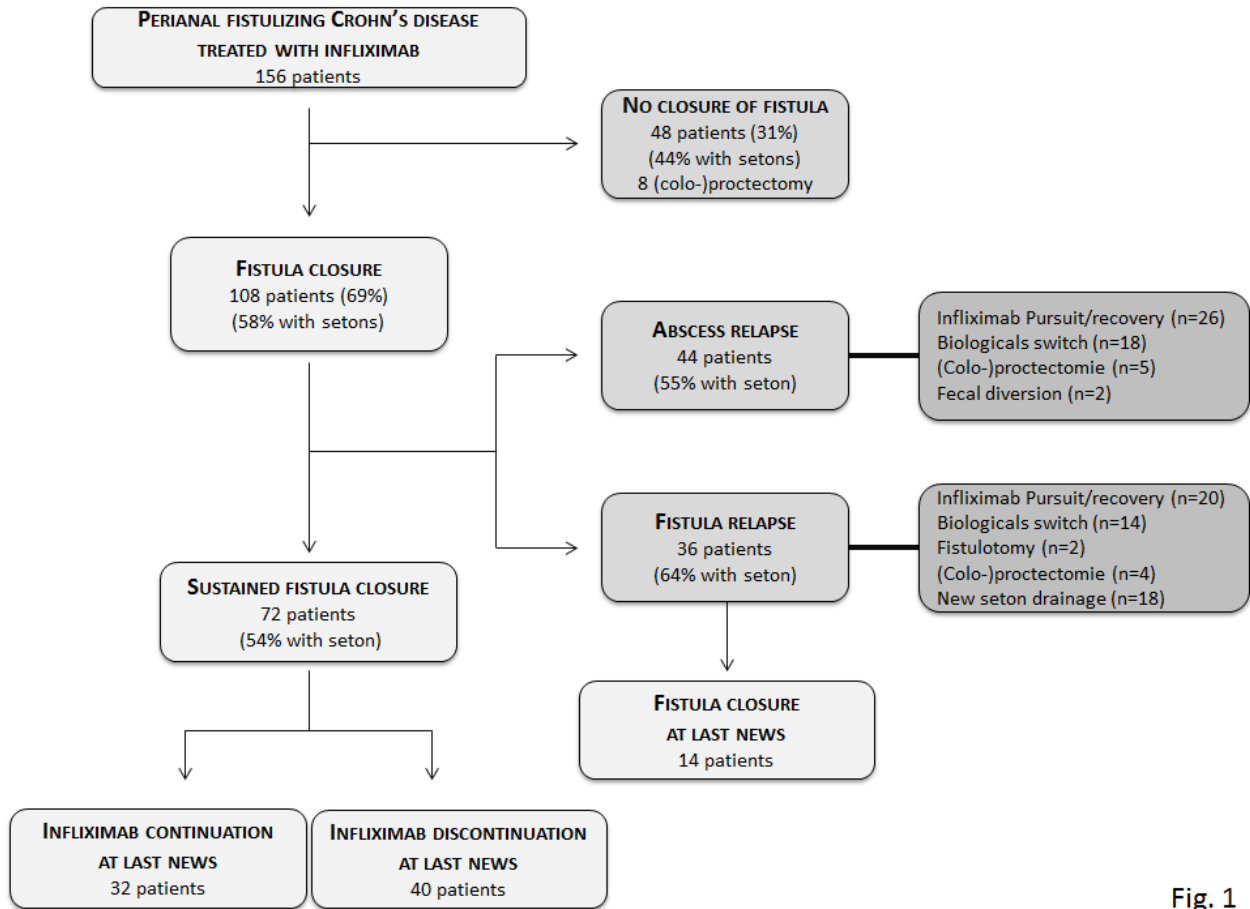 PERIANAL FISTULIZING CROHN'S DISEASE
TREATED WITH INFLIXIMAB
156 patients
NO CLOSURE OF FISTULA
48 patients (31%)
(44% with setons)
8 (colo-)proctectomy
FISTULA CLOSURE
108 patients (69%)
(58% with setons)
ABSCESS RELAPSE
44 patients
(55% with seton)
Infliximab Pursuit/recovery (n=26)
Biologicals switch (n=18)
(Colo-)proctectomie (n=5)
Fecal diversion (n=2)
FISTULA RELAPSE
36 patients
(64% with seton)
Infliximab Pursuit/recovery (n=20)
Biologicals switch (n=14)
Fistulotomy (n=2)
(Colo-)proctectomie (n=4)
New seton drainage (n=18)
SUSTAINED FISTULA CLOSURE
72 patients
(54% with seton)
FISTULA CLOSURE
AT LAST NEWS
14 patients
INFLIXIMAB CONTINUATION
AT LAST NEWS
32 patients
INFLIXIMAB DISCONTINUATION
AT LAST NEWS
40 patients
Fig. 1